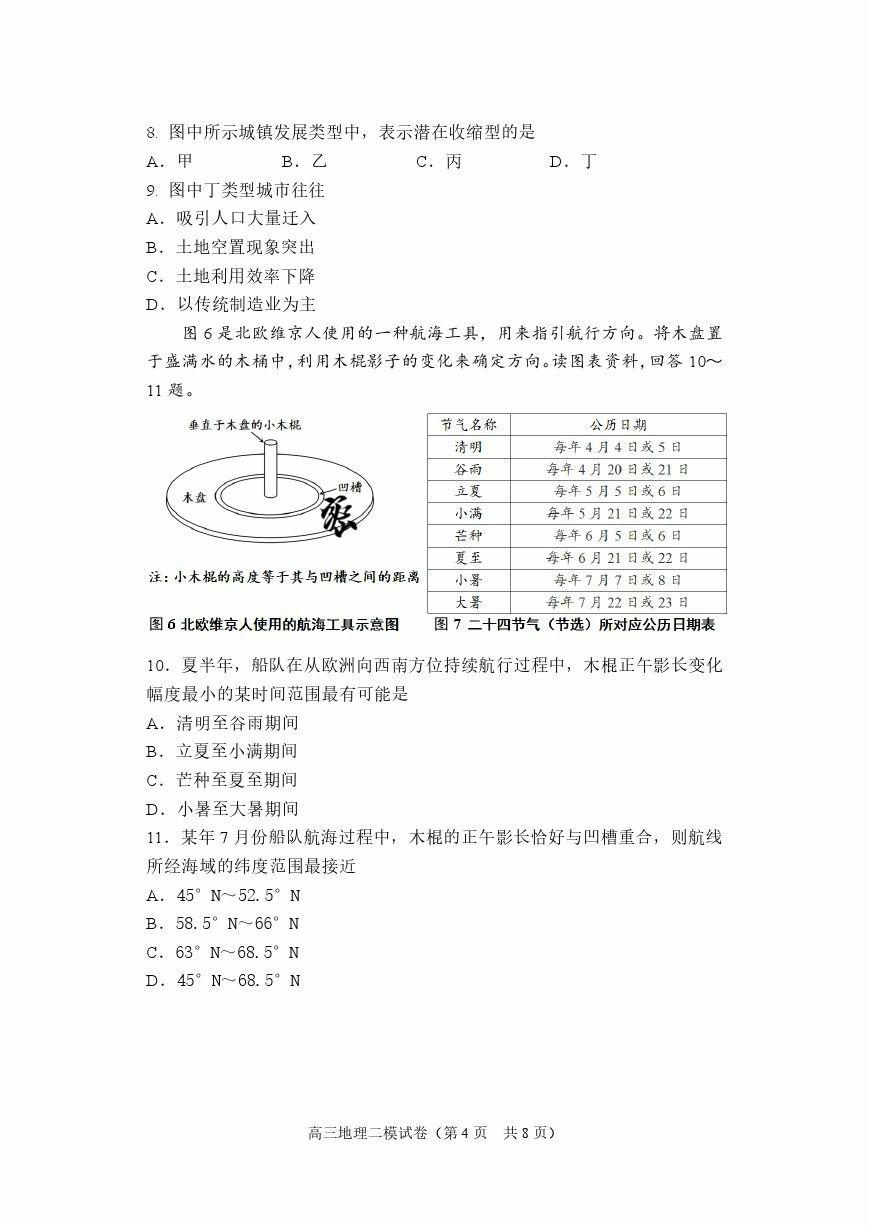 8. 图中所示城镇发展类型中，表示潜在收缩型的是
A．甲 B．乙 C．丙 D．丁
9. 图中丁类型城市往往
A．吸引人口大量迁入
B．土地空置现象突出
C．土地利用效率下降
D．以传统制造业为主
图 6 是北欧维京人使用的一种航海工具，用来指引航行方向。将木盘置
于盛满水的木桶中，利用木棍影子的变化来确定方向。读图表资料，回答 10～
11 题。
垂直于木盘的小木棍
凹槽
木盘
注：小木棍的高度等于其与凹槽之间的距离
图 6 北欧维京人使用的航海工具示意图
节气名称 公历日期
清明 每年 4 月 4 日或 5 日
谷雨 每年 4 月 20 日或 21 日
立夏 每年 5 月 5 日或 6 日
小满 每年 5 月 21 日或 22 日
芒种 每年 6 月 5 日或 6 日
夏至 每年 6 月 21 日或 22 日
小暑 每年 7 月 7 日或 8 日
大暑 每年 7 月 22 日或 23 日
图 7 二十四节气（节选）所对应公历日期表
10．夏半年，船队在从欧洲向西南方位持续航行过程中，木棍正午影长变化
幅度最小的某时间范围最有可能是
A．清明至谷雨期间
B．立夏至小满期间
C．芒种至夏至期间
D．小暑至大暑期间
11．某年 7 月份船队航海过程中，木棍的正午影长恰好与凹槽重合，则航线
所经海域的纬度范围最接近
A．45°N～52.5°N
B．58.5°N～66°N
C．63°N～68.5°N
D．45°N～68.5°N
高三地理二模试卷（第 4 页 共 8 页）